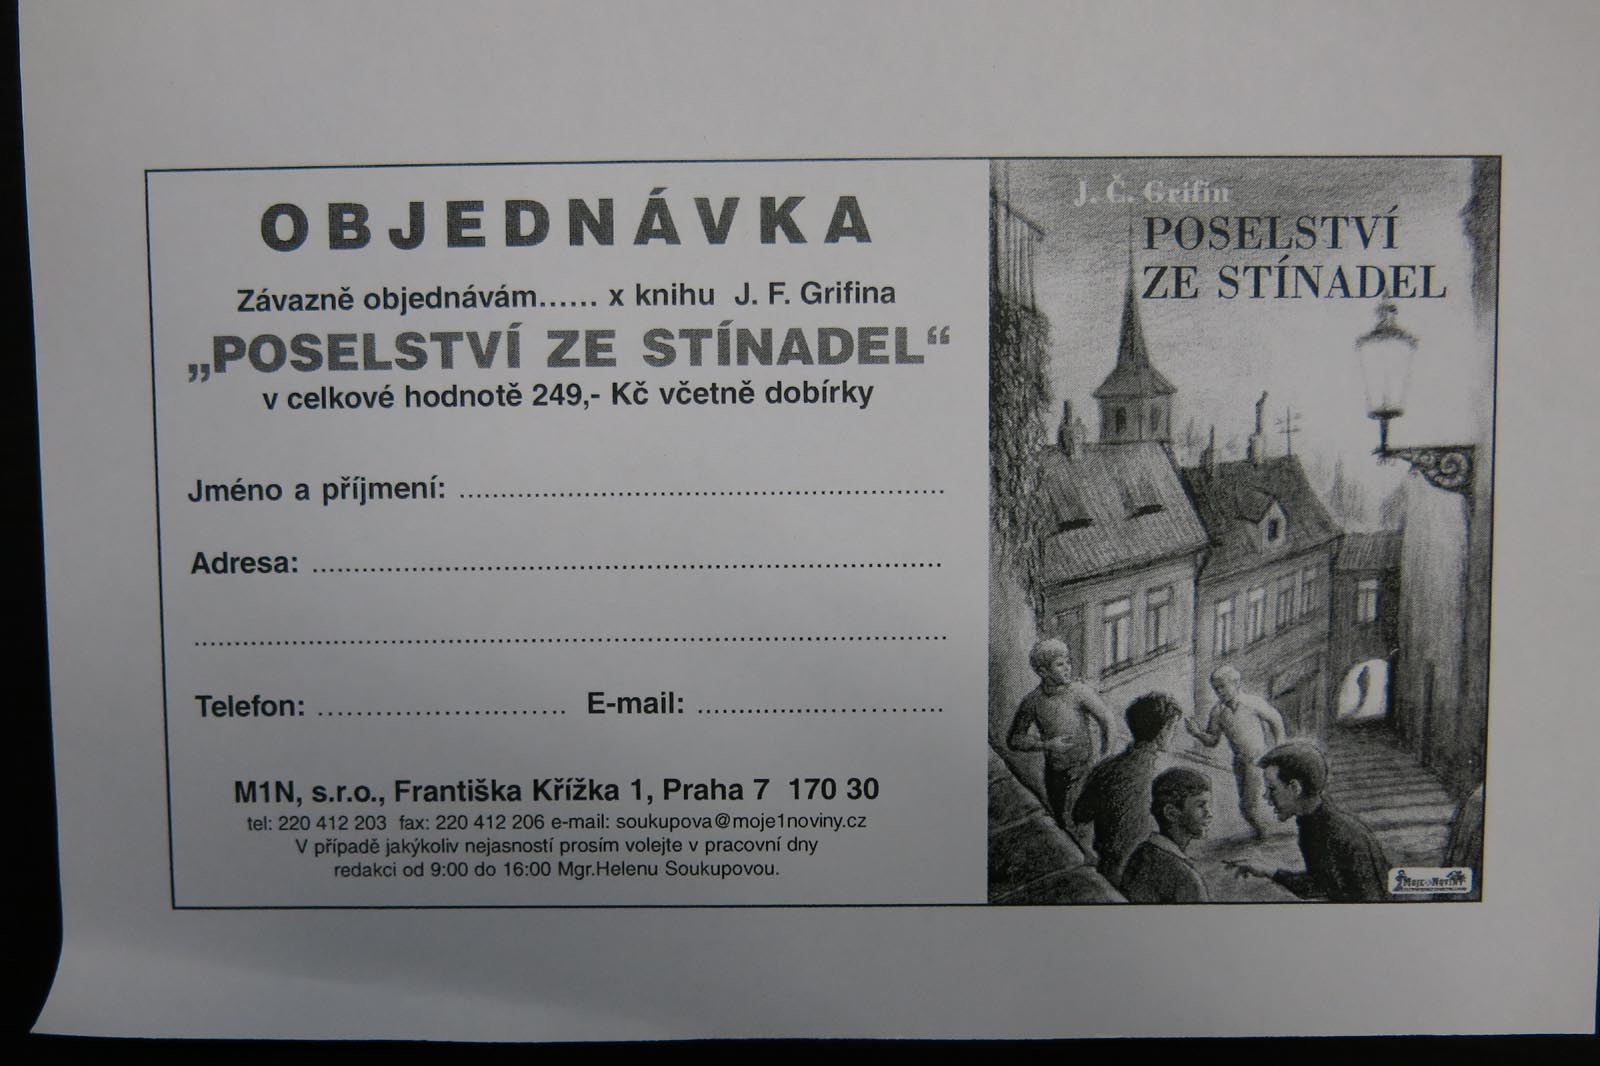 OBJEDNÁVKA
Závazně objednávám...... x knihu J. F. Grifina
„POSELSTVÍ ZE STÍNADEL“
v celkové hodnotě 249,- Kč včetně dobírky
Jméno a příjmení: ................................................................
Adresa: ................................................................
................................................................
Telefon: ............................ E-mail: ............................
M1N, s.r.o., Františka Křížka 1, Praha 7 170 30
tel: 220 412 203 fax: 220 412 206 e-mail: soukupova@moje1noviny.cz
V případě jakýkoliv nejasností prosím volejte v pracovní dny
redakci od 9:00 do 16:00 Mgr.Helenu Soukupovou.
J. Č. Grifin
POSELSTVÍ
ZE STÍNADEL